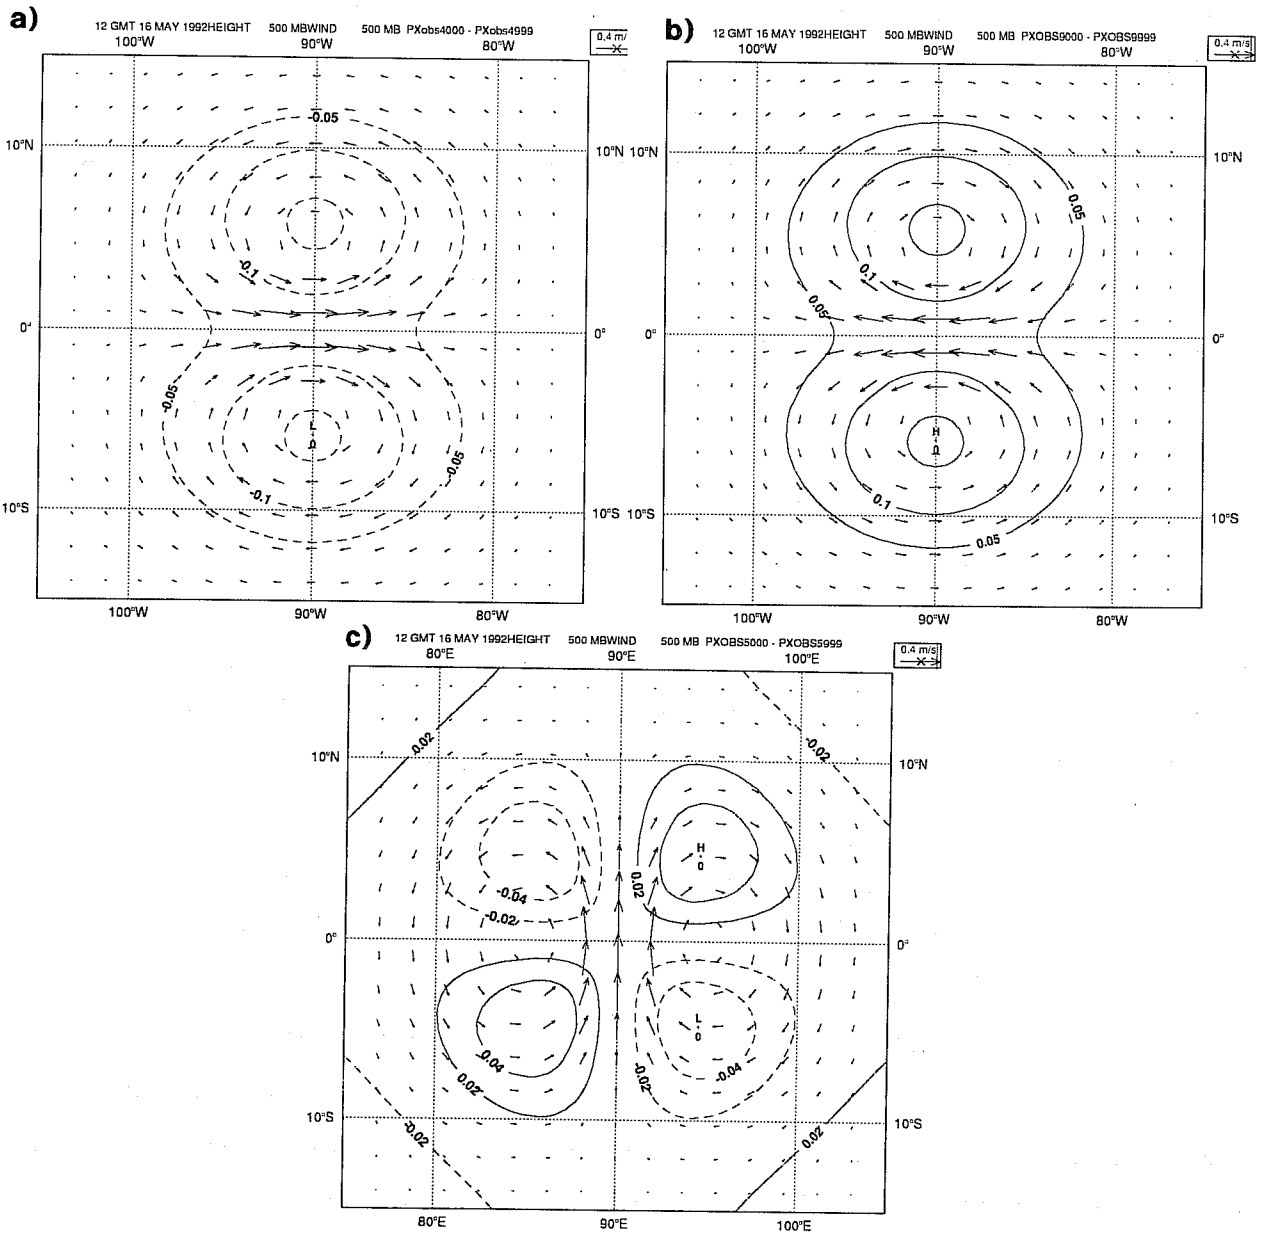 a)
12 GMT 16 MAY 1992HEIGHT 500 MBWIND 500 MB PXobs4000 - PXobs4999
0.4 m/
100°W 90°W 80°W
-0.05
10°N 10°N
-0.1
0° 0°
-0.05
L
0
-0.05
-0.1
10°S 10°S
100°W 90°W 80°W
b)
12 GMT 16 MAY 1992HEIGHT 500 MBWIND 500 MB PXOBS9000 - PXOBS9999
0.4 m/s
100°W 90°W 80°W
10°N 10°N
0.05
0.1
0.05
0° 0°
H
0
0.1
10°S 10°S
0.05
100°W 90°W 80°W
c)
12 GMT 16 MAY 1992HEIGHT 500 MBWIND 500 MB PXOBS5000 - PXOBS5999
0.4 m/s
80°E 90°E 100°E
0.02 -0.02
10°N 10°N
H
0
0.02
-0.04
-0.02
0° 0°
L
0
0.04 -0.04
0.02 -0.02
10°S 10°S
-0.02 0.02
80°E 90°E 100°E